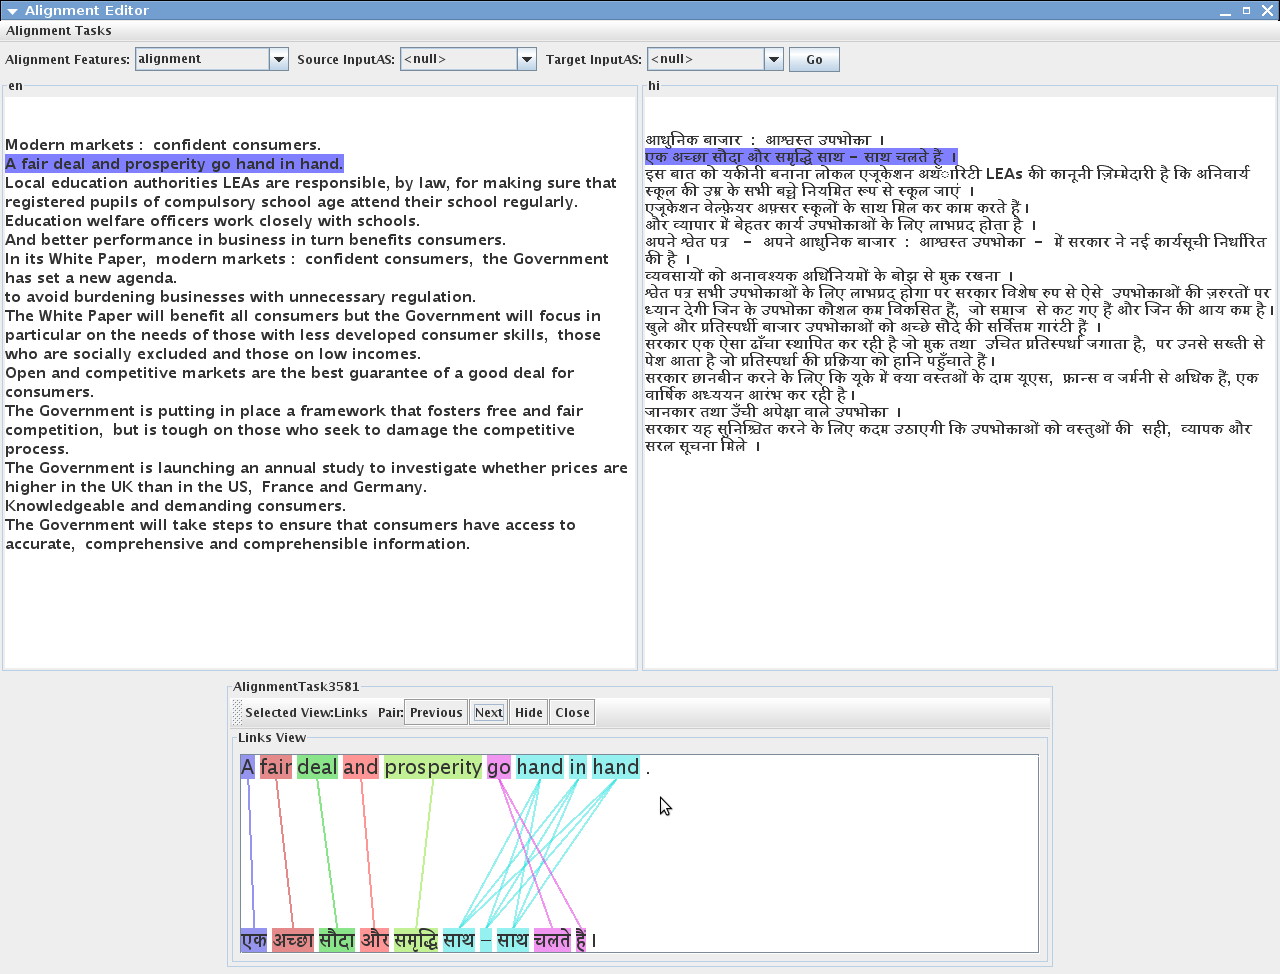 Alignment Editor
Alignment Tasks
Alignment Features: alignment Source InputAS: <null> Target InputAS: <null> Go
en
Modern markets :  confident consumers.
A fair deal and prosperity go hand in hand.
Local education authorities LEAs are responsible, by law, for making sure that
registered pupils of compulsory school age attend their school regularly.
Education welfare officers work closely with schools.
And better performance in business in turn benefits consumers.
In its White Paper,  modern markets :  confident consumers,  the Government
has set a new agenda.
to avoid burdening businesses with unnecessary regulation.
The White Paper will benefit all consumers but the Government will focus in
particular on the needs of those with less developed consumer skills,  those
who are socially excluded and those on low incomes.
Open and competitive markets are the best guarantee of a good deal for
consumers.
The Government is putting in place a framework that fosters free and fair
competition,  but is tough on those who seek to damage the competitive
process.
The Government is launching an annual study to investigate whether prices are
higher in the UK than in the US,  France and Germany.
Knowledgeable and demanding consumers.
The Government will take steps to ensure that consumers have access to
accurate,  comprehensive and comprehensible information.
hi
आधुनिक बाजार  :  आश्वस्त उपभोक्ता  ।
एक अच्छा सौदा और समृद्धि साथ – साथ चलते हैं  ।
इस बात को यकीनी बनाना लोकल एजूकेशन अथॉरिटी LEAs की कानूनी ज़िम्मेदारी है कि अनिवार्य
स्कूल की उम्र के सभी बच्चे नियमित रूप से स्कूल जाएं  ।
एजूकेशन वेल्फ़ेयर अफ़्सर स्कूलों के साथ मिल कर काम करते हैं ।
और व्यापार में बेहतर कार्य उपभोक्ताओं के लिए लाभप्रद होता है  ।
अपने श्वेत पत्र  –  अपने आधुनिक बाजार  :  आश्वस्त उपभोक्ता  –  में सरकार ने नई कार्यसूची निर्धारित
की है  ।
व्यवसायों को अनावश्यक अधिनियमों के बोझ से मुक्त रखना  ।
श्वेत पत्र सभी उपभोक्ताओं के लिए लाभप्रद होगा पर सरकार विशेष रुप से ऐसे  उपभोक्ताओं की ज़रुरतों पर
ध्यान देगी जिन के उपभोक्ता कौशल कम विकसित हैं,  जो समाज  से कट गए हैं और जिन की आय कम है ।
खुले और प्रतिस्पर्धी बाजार उपभोक्ताओं को अच्छे सौदे की सर्वित्तम गारंटी हैं  ।
सरकार एक ऐसा ढाँचा स्थापित कर रही है जो मुक्त तथा  उचित प्रतिस्पर्धा जगाता है,  पर उनसे सख्ती से
पेश आता है जो प्रतिस्पर्धा की प्रक्रिया को हानि पहुँचाते हैं ।
सरकार छानबीन करने के लिए कि यूके में क्या वस्तओं के दाम यूएस,  फ्रान्स व जर्मनी से अधिक हैं, एक
वार्षिक अध्ययन आरंभ कर रही है ।
जानकार तथा उँची अपेक्षा वाले उपभोक्ता  ।
सरकार यह सुनिश्चित करने के लिए कदम उठाएगी कि उपभोक्ताओं को वस्तुओं की  सही,  व्यापक और
सरल सूचना मिले  ।
AlignmentTask3581
Selected View:Links Pair: Previous Next Hide Close
Links View
A fair deal and prosperity go hand in hand .
एक अच्छा सौदा और समृद्धि साथ – साथ चलते हैं ।